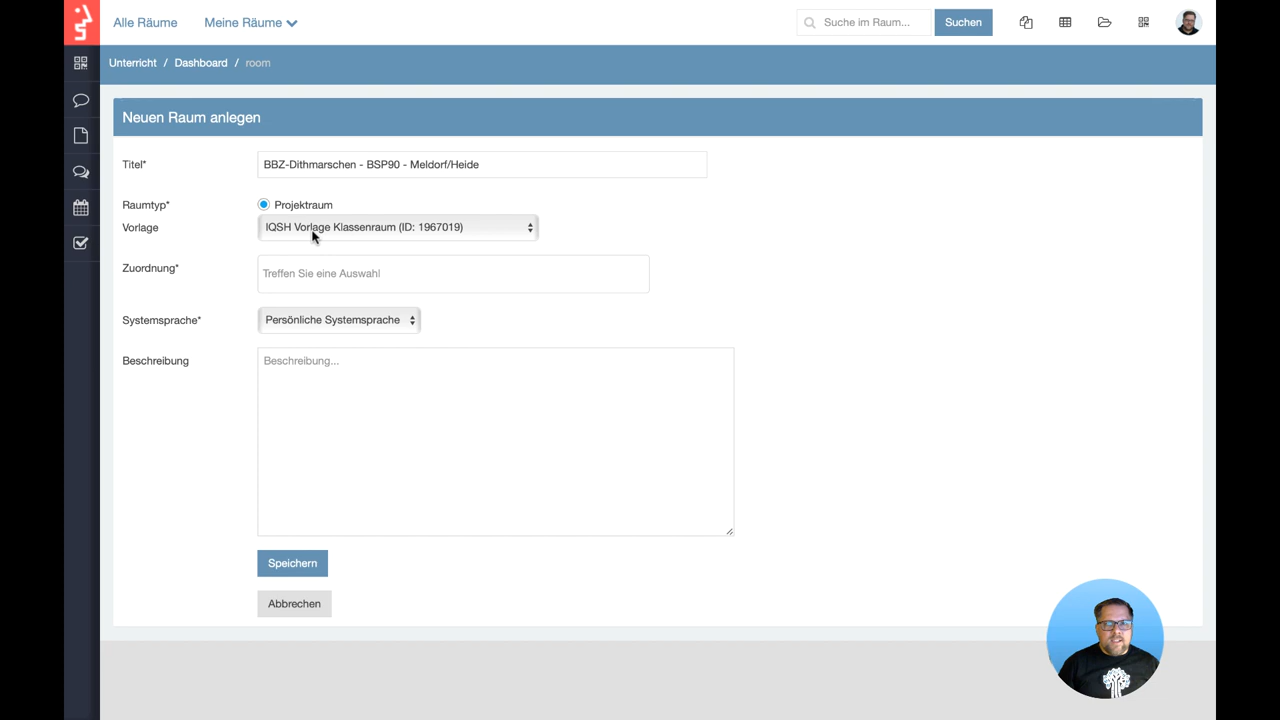 Alle Räume
Meine Räume
Suche im Raum...
Suchen
Unterricht / Dashboard / room
Neuen Raum anlegen
Titel*
BBZ-Dithmarschen - BSP90 - Meldorf/Heide
Raumtyp*
Projektraum
Vorlage
IQSH Vorlage Klassenraum (ID: 1967019)
Zuordnung*
Treffen Sie eine Auswahl
Systemsprache*
Persönliche Systemsprache
Beschreibung
Beschreibung...
Speichern
Abbrechen